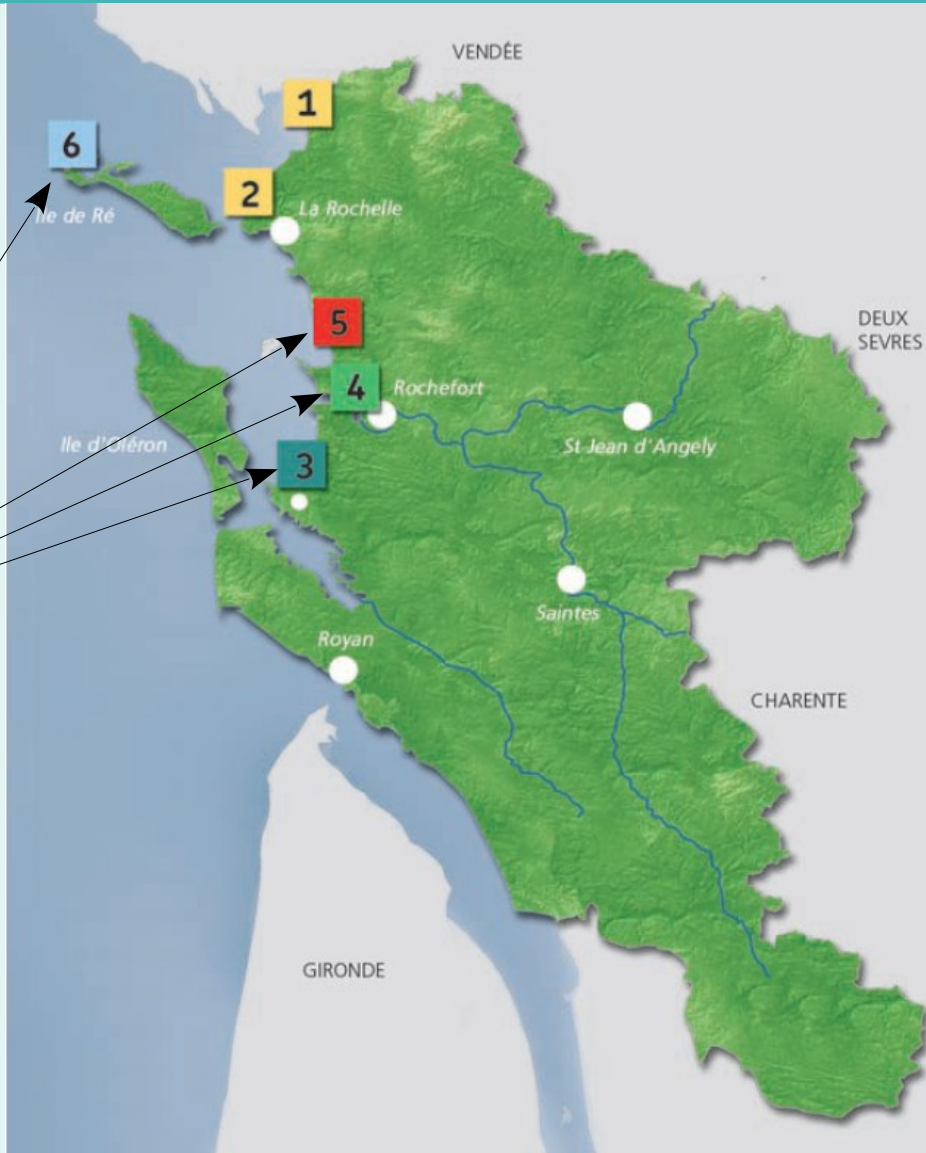 VENDÉE
1
6
2
La Rochelle
Ile de Ré
5
DEUX
SEVRES
4
Rochefort
Ile d'Oléron
St Jean d'Angely
3
Saintes
Royan
CHARENTE
GIRONDE